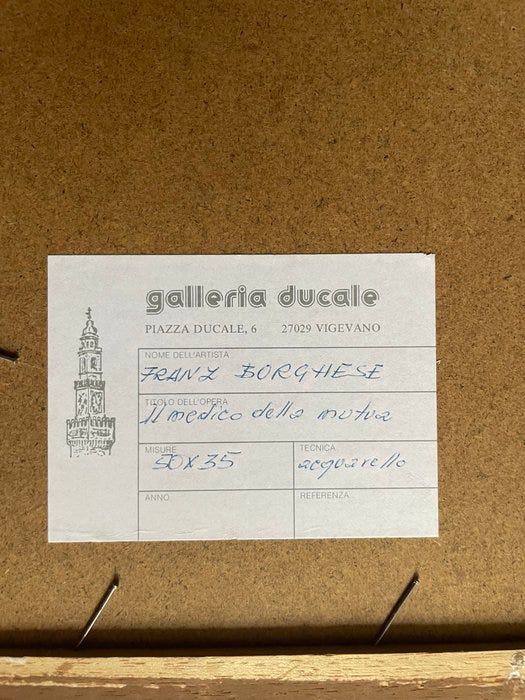 galleria ducale
PIAZZA DUCALE, 6 27029 VIGEVANO
NOME DELL'ARTISTA
FRANZ BORGHESE
TITOLO DELL'OPERA
Il medico della mutua
MISURE
50X35
TECNICA
acquarello
ANNO
REFERENZA